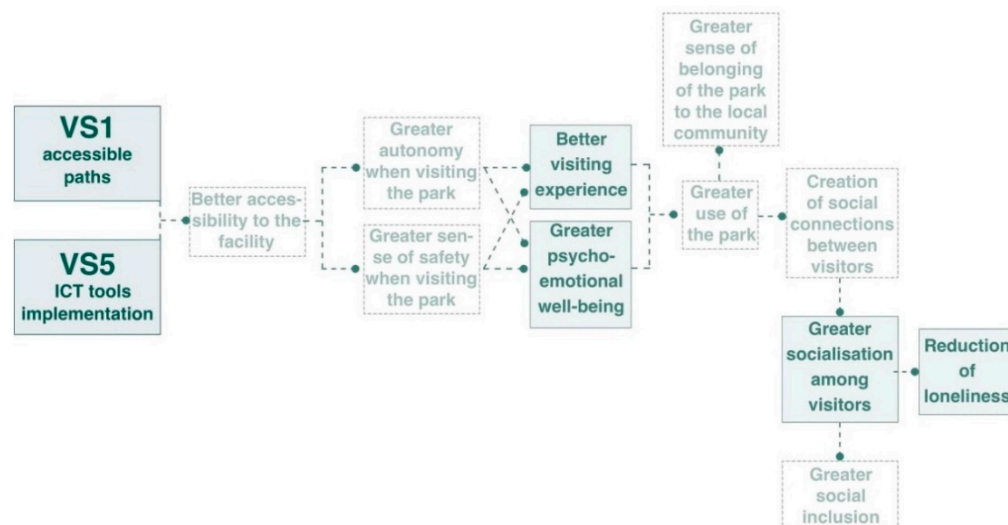 VS1
accessible
paths
VS5
ICT tools
implementation
Better acces-
sibility to the
facility
Greater
autonomy
when visiting
the park
Greater sen-
se of safety
when visiting
the park
Better
visiting
experience
Greater
psycho-
emotional
well-being
Greater
sense of
belonging
of the park
to the local
community
Greater
use of
the park
Creation
of social
connections
between
visitors
Greater
socialisation
among
visitors
Reduction
of
loneliness
Greater
social
inclusion